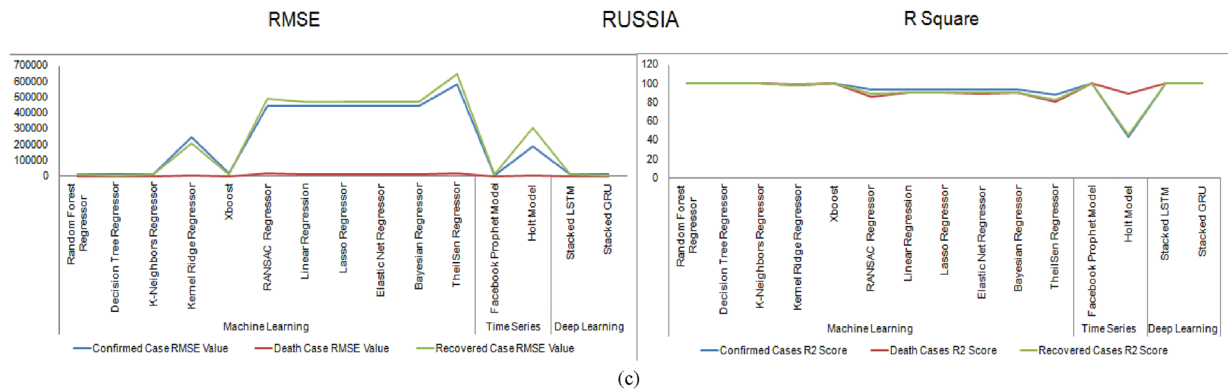 RMSE
RUSSIA
R Square
700000
600000
500000
400000
300000
200000
100000
0
Random Forest
Regressor
Decision Tree Regressor
K-Neighbors Regressor
Kernel Ridge Regressor
Xboost
RANSAC Regressor
Linear Regression
Lasso Regressor
Elastic Net Regressor
Bayesian Regressor
TheilSen Regressor
Facebook Prophet Model
Holt Model
Stacked LSTM
Stacked GRU
Machine Learning
Time Series
Deep Learning
Confirmed Case RMSE Value
Death Case RMSE Value
Recovered Case RMSE Value
120
100
80
60
40
20
0
Random Forest
Regressor
Decision Tree Regressor
K-Neighbors Regressor
Kernel Ridge Regressor
Xboost
RANSAC Regressor
Linear Regression
Lasso Regressor
Elastic Net Regressor
Bayesian Regressor
TheilSen Regressor
Facebook Prophet Model
Holt Model
Stacked LSTM
Stacked GRU
Machine Learning
Time Series
Deep Learning
Confirmed Cases R2 Score
Death Cases R2 Score
Recovered Cases R2 Score
(c)